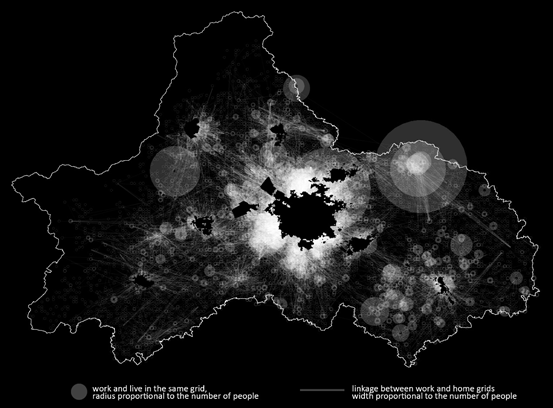 work and live in the same grid,
radius proportional to the number of people
linkage between work and home grids
width proportional to the number of people